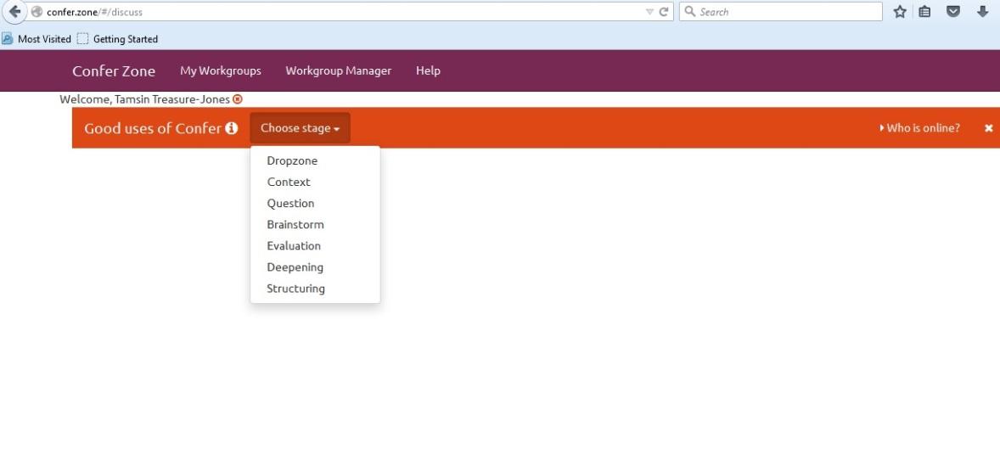 confer.zone/#/discuss Search
Most Visited Getting Started
Confer Zone My Workgroups Workgroup Manager Help
Welcome, Tamsin Treasure-Jones
Good uses of Confer Choose stage Who is online?
Dropzone
Context
Question
Brainstorm
Evaluation
Deepening
Structuring